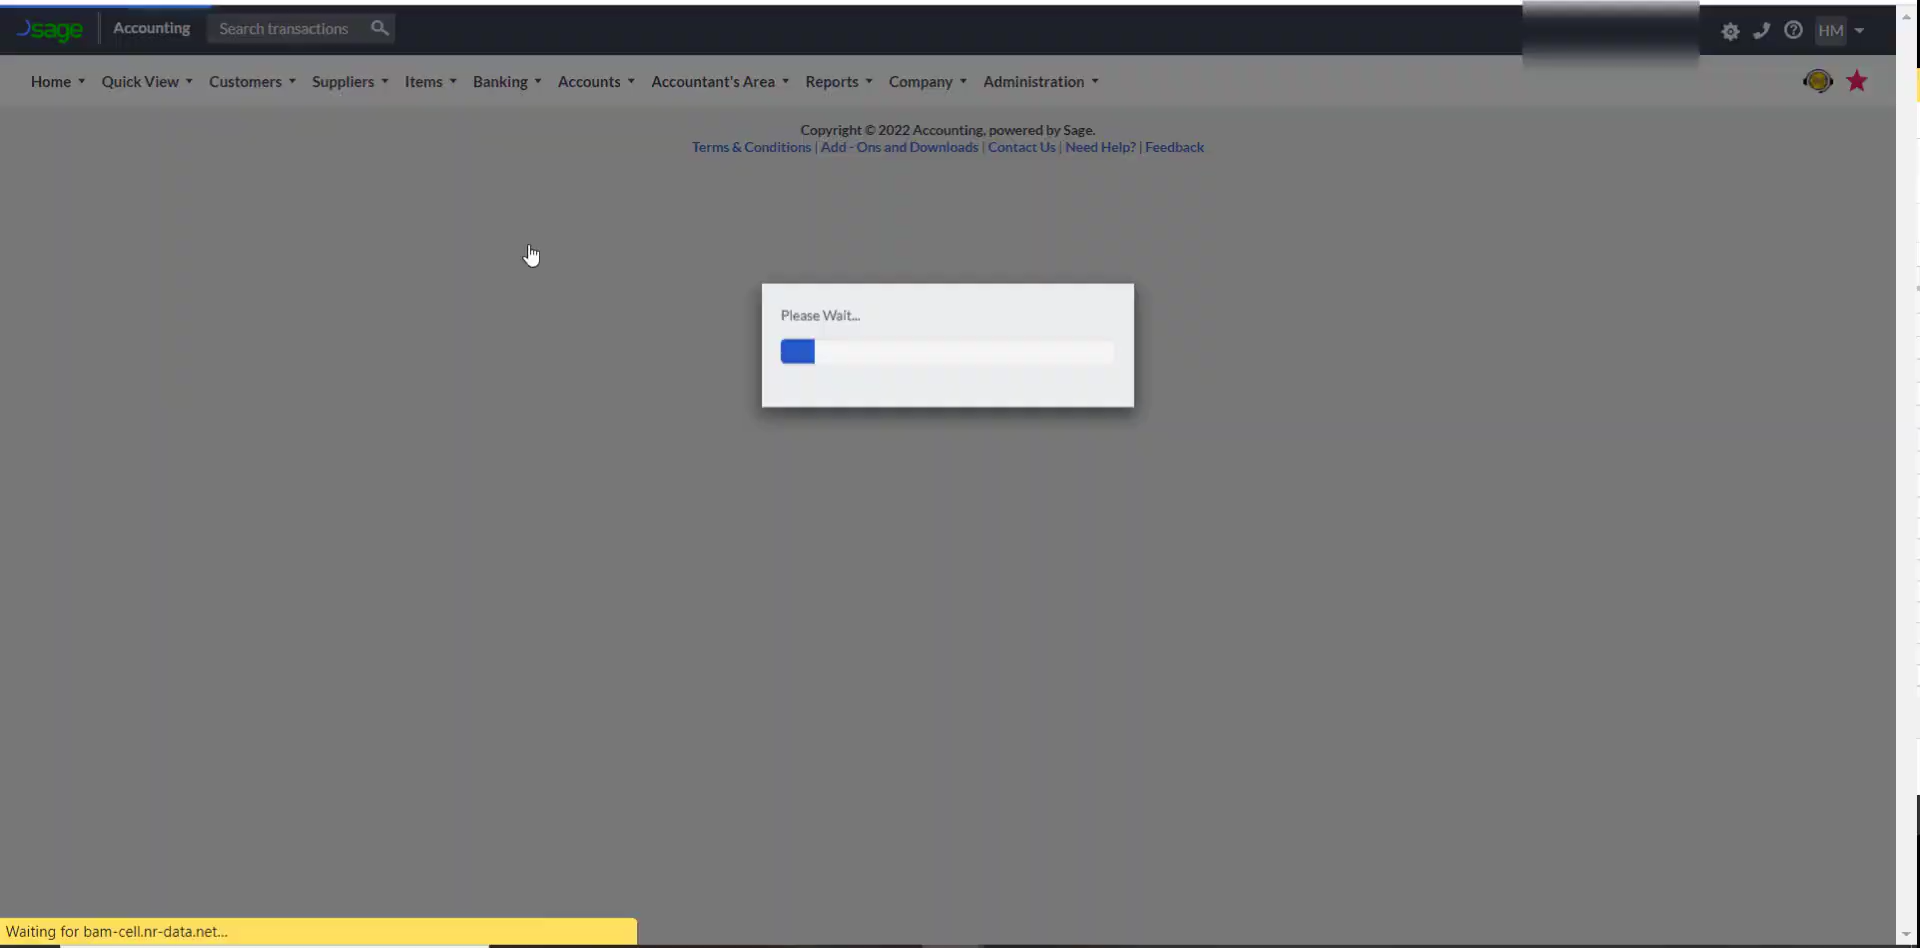 sage
Accounting
Search transactions
HM
Home
Quick View
Customers
Suppliers
Items
Banking
Accounts
Accountant's Area
Reports
Company
Administration
Copyright © 2022 Accounting, powered by Sage.
Terms & Conditions | Add - Ons and Downloads | Contact Us | Need Help? | Feedback
Please Wait...
Waiting for bam-cell.nr-data.net...